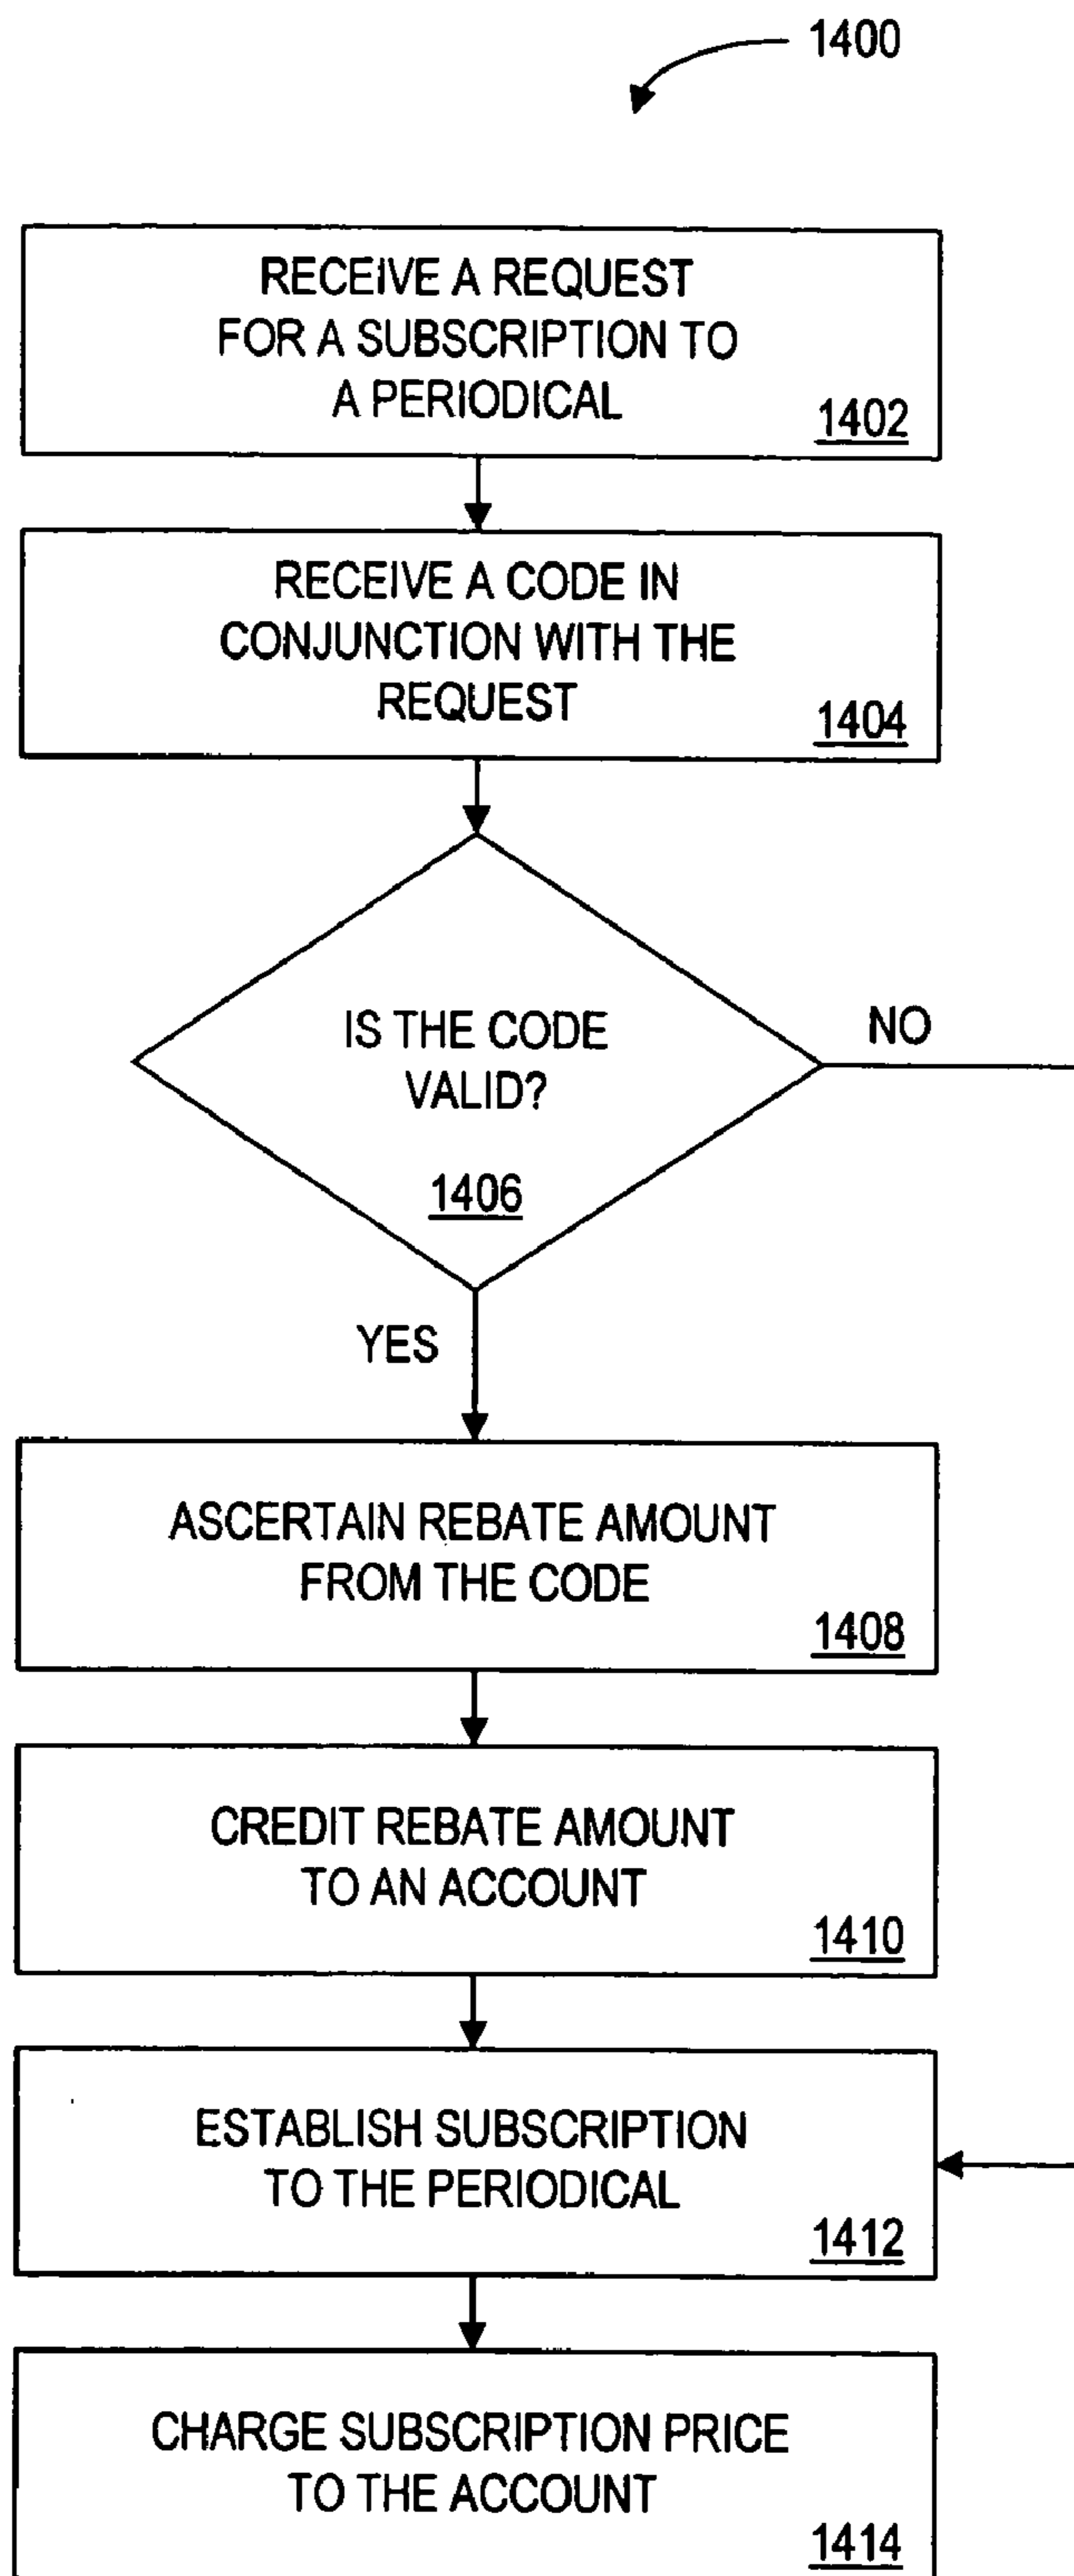 1400
RECEIVE A REQUEST
FOR A SUBSCRIPTION TO
A PERIODICAL
1402
RECEIVE A CODE IN
CONJUNCTION WITH THE
REQUEST
1404
IS THE CODE
VALID?
1406
NO
YES
ASCERTAIN REBATE AMOUNT
FROM THE CODE
1408
CREDIT REBATE AMOUNT
TO AN ACCOUNT
1410
ESTABLISH SUBSCRIPTION
TO THE PERIODICAL
1412
CHARGE SUBSCRIPTION PRICE
TO THE ACCOUNT
1414